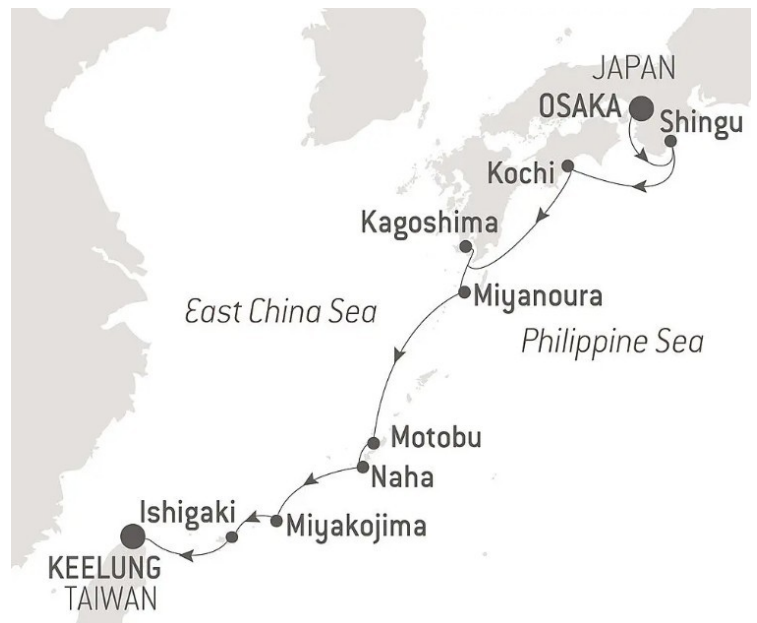 JAPAN
OSAKA
Shingu
Kochi
Kagoshima
Miyanoura
East China Sea
Philippine Sea
Motobu
Naha
Ishigaki
Miyakojima
KEELUNG
TAIWAN